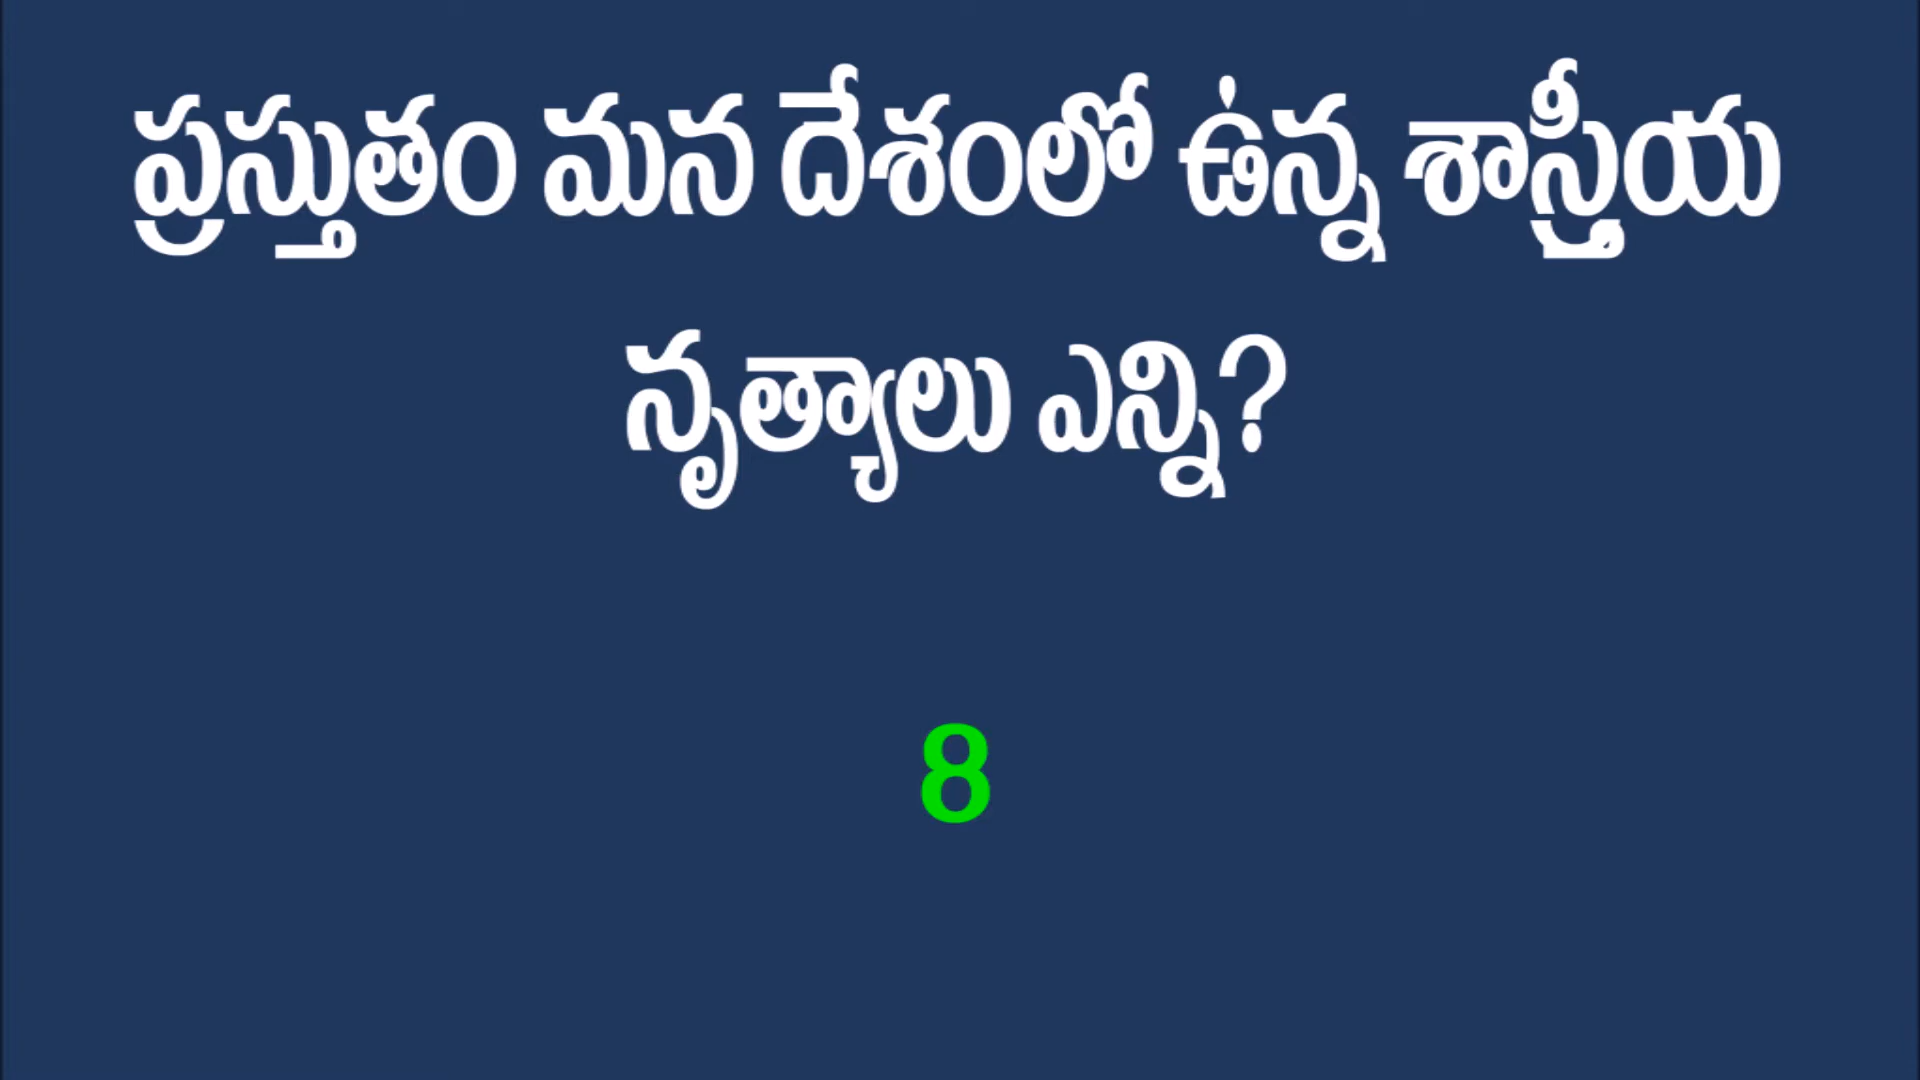 ప్రస్తుతం మన దేశంలో ఉన్న శాస్త్రీయ
నృత్యాలు ఎన్ని?
8